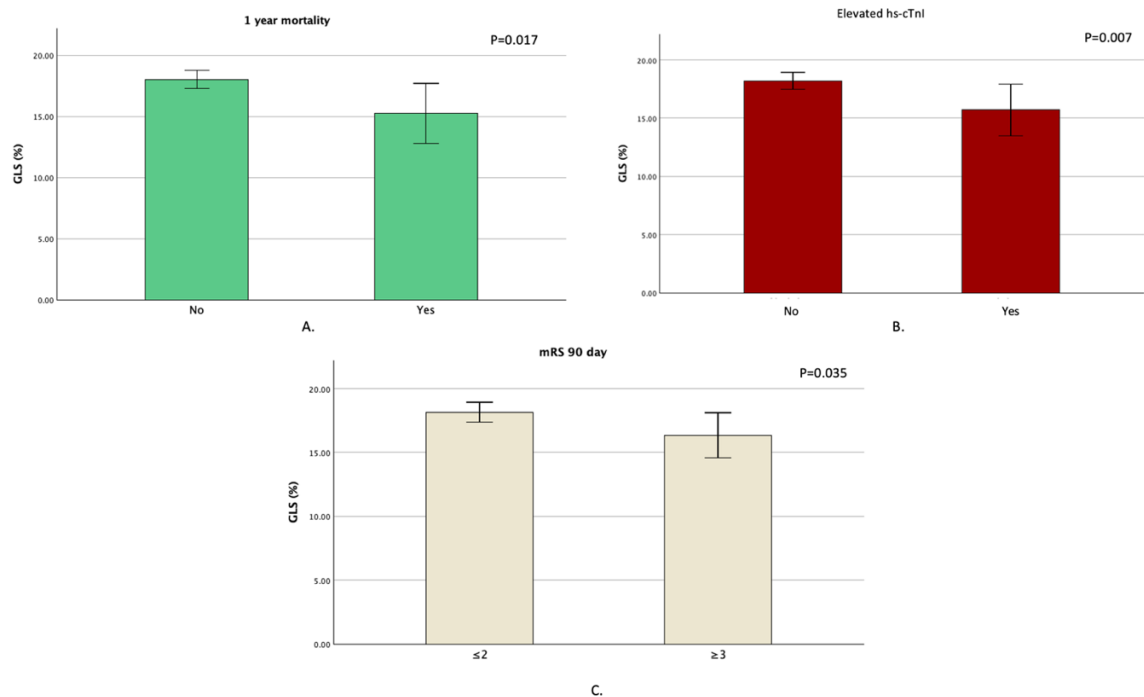 1 year mortality
P=0.017
GLS (%)
20.00
15.00
10.00
5.00
0.00
No Yes
A.
Elevated hs-cTnI
P=0.007
GLS (%)
20.00
15.00
10.00
5.00
0.00
No Yes
B.
mRS 90 day
P=0.035
GLS (%)
20.00
15.00
10.00
5.00
0.00
≤2 ≥3
C.